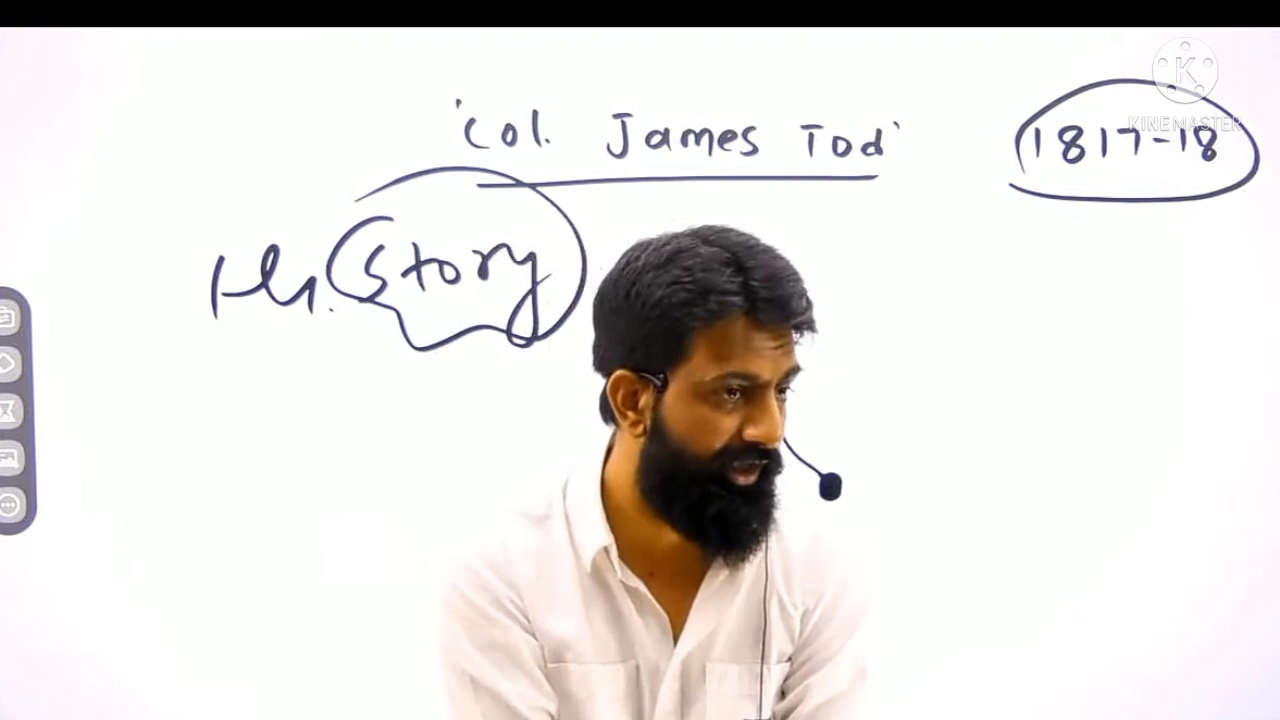 'Col. James Tod'
1817-18
His. Story
K
KINEMASTER